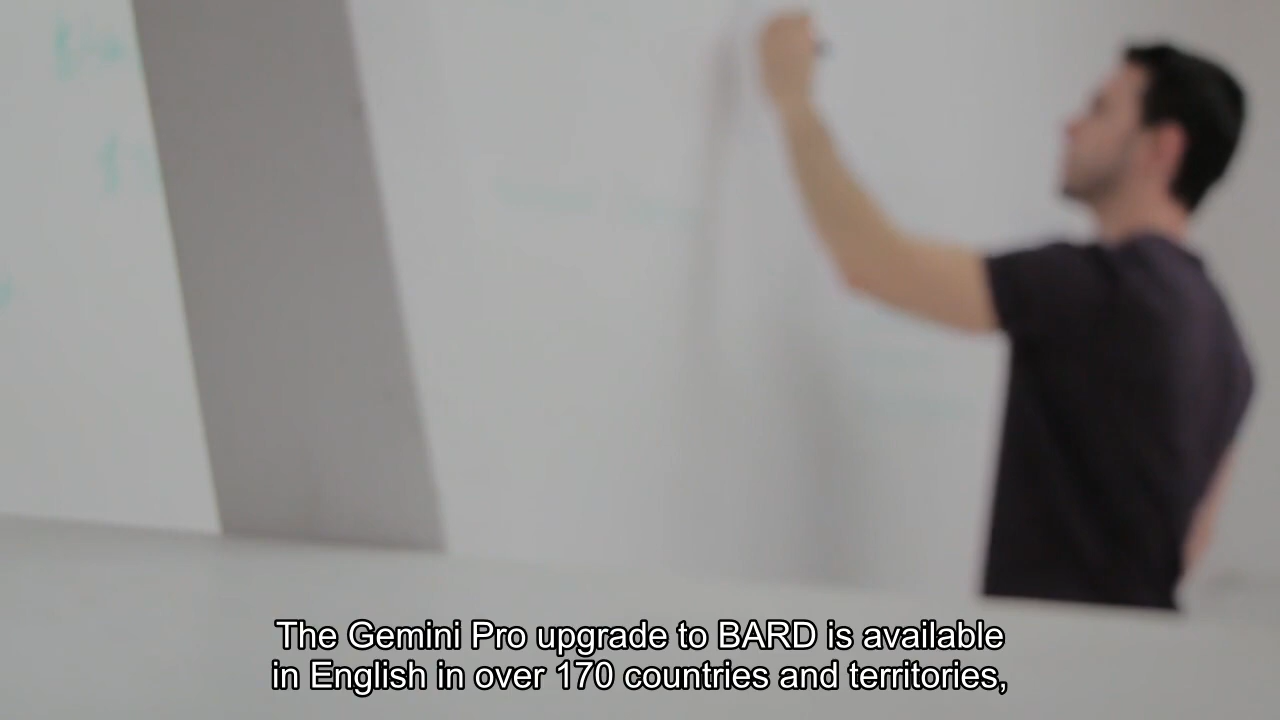 The Gemini Pro upgrade to BARD is available
in English in over 170 countries and territories,